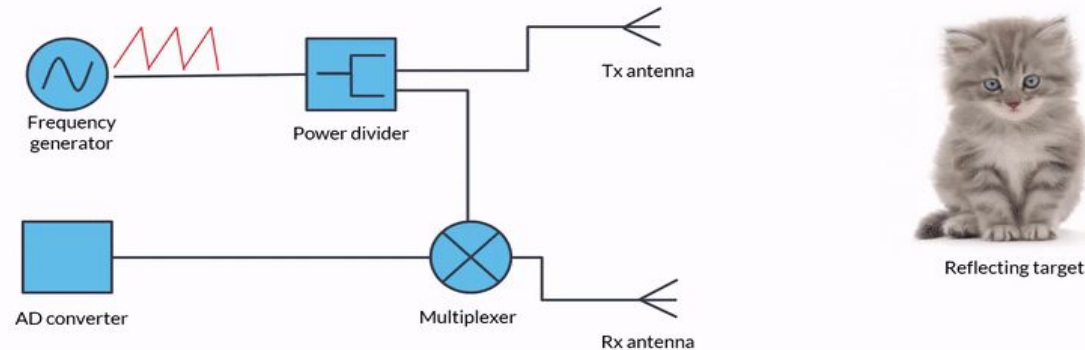 Tx antenna
Frequency
generator
Power divider
Reflecting target
AD converter
Multiplexer
Rx antenna